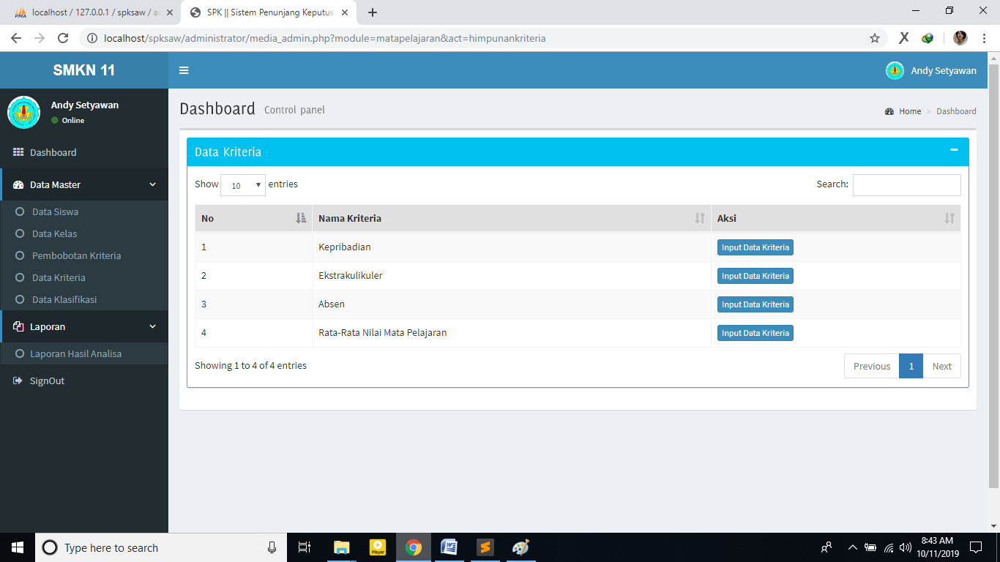 localhost / 127.0.0.1 / spksaw / a
SPK || Sistem Penunjang Keputus
localhost/spksaw/administrator/media_admin.php?module=matapelajaran&act=himpunankriteria
SMKN 11
Andy Setyawan
Andy Setyawan
Online
Dashboard Control panel
Home > Dashboard
Dashboard
Data Master
Data Siswa
Data Kelas
Pembobotan Kriteria
Data Kriteria
Data Klasifikasi
Laporan
Laporan Hasil Analisa
SignOut
Data Kriteria
Show 10 entries
Search:
No Nama Kriteria Aksi
1 Kepribadian Input Data Kriteria
2 Ekstrakulikuler Input Data Kriteria
3 Absen Input Data Kriteria
4 Rata-Rata Nilai Mata Pelajaran Input Data Kriteria
Showing 1 to 4 of 4 entries
Previous 1 Next
Type here to search
Player
8:43 AM
10/11/2019